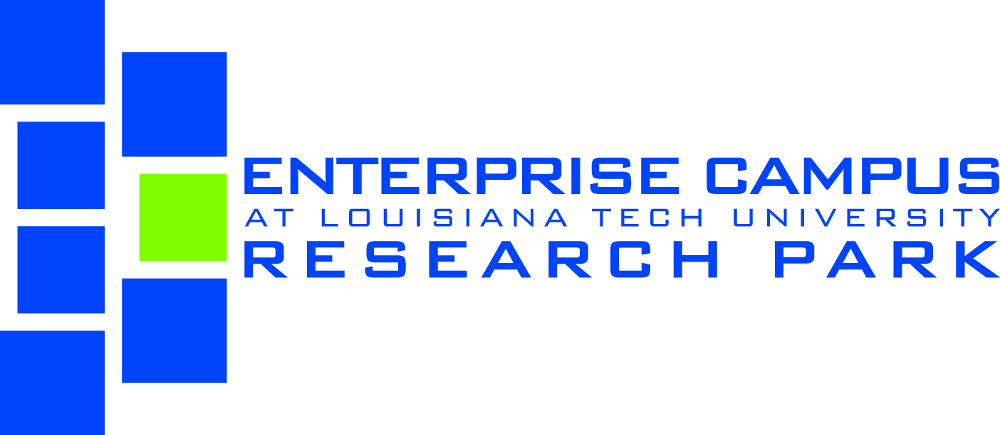 ENTERPRISE CAMPUS
AT LOUISIANA TECH UNIVERSITY
RESEARCH PARK